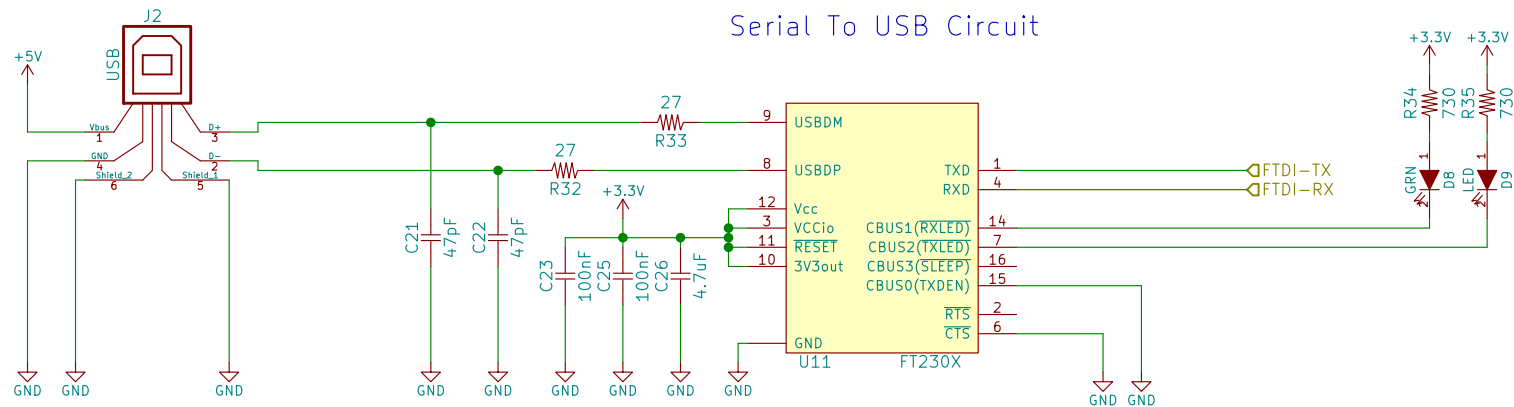 Serial To USB Circuit
J2
USB
+5V
Vbus
1
GND
4
Shield_2
6
D+
3
D-
2
Shield_1
5
27
R33
27
R32
+3.3V
C21
47pF
C22
47pF
C23
100nF
C25
100nF
C26
4.7uF
9 USBDM
8 USBDP
12 Vcc
3 VCCio
11 RESET
10 3V3out
GND
TXD 1
RXD 4
CBUS1(RXLED) 14
CBUS2(TXLED) 7
CBUS3(SLEEP) 16
CBUS0(TXDEN) 15
RTS 2
CTS 6
U11
FT230X
FTDI-TX
FTDI-RX
+3.3V
R34
730
1
GRN
D8
2
+3.3V
R35
730
1
LED
D9
2
GND
GND
GND
GND
GND
GND
GND
GND
GND
GND
GND